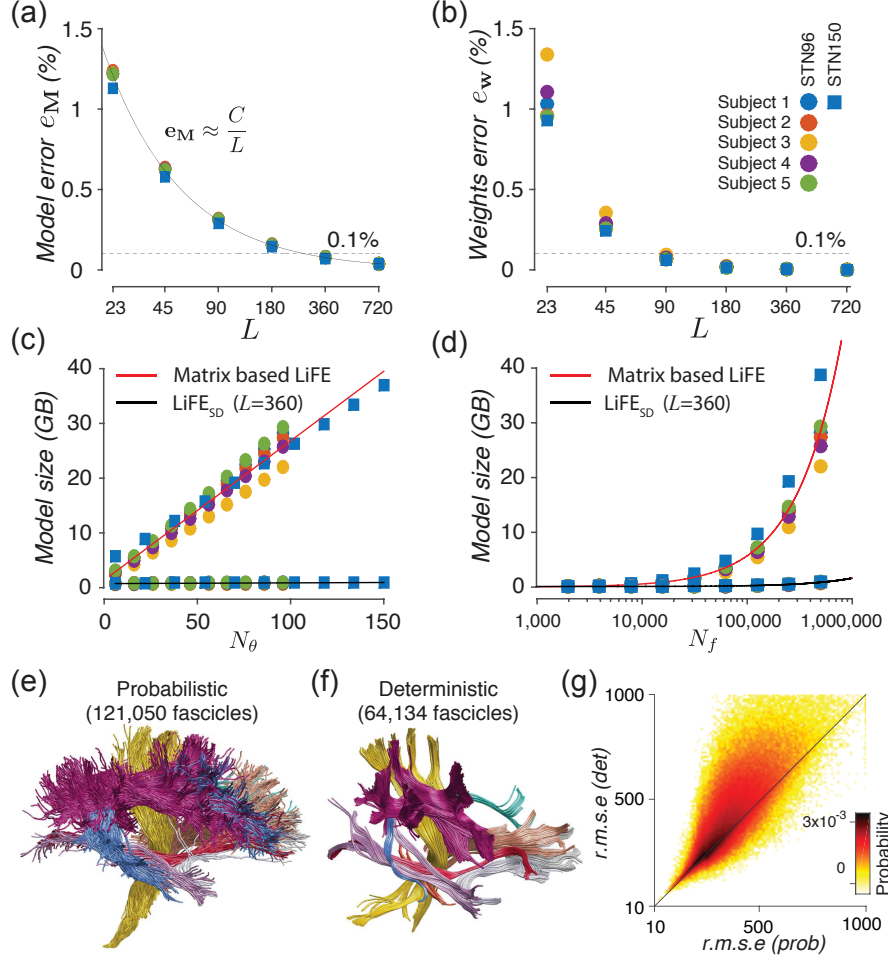 (a)
Model error e_M (%)
1.5
1
0.5
0
e_M ≈ C/L
0.1%
23 45 90 180 360 720
L
(b)
Weights error e_w (%)
1.5
1
0.5
0
STN96
STN150
Subject 1
Subject 2
Subject 3
Subject 4
Subject 5
0.1%
23 45 90 180 360 720
L
(c)
Model size (GB)
40
30
20
10
0
Matrix based LiFE
LiFE_SD (L=360)
0 50 100 150
N_θ
(d)
Model size (GB)
40
30
20
10
0
Matrix based LiFE
LiFE_SD (L=360)
1,000 10,000 100,000 1,000,000
N_f
(e)
Probabilistic
(121,050 fascicles)
(f)
Deterministic
(64,134 fascicles)
(g)
r.m.s.e (det)
1000
500
10
3x10⁻³
0
Probability
10 500 1000
r.m.s.e (prob)